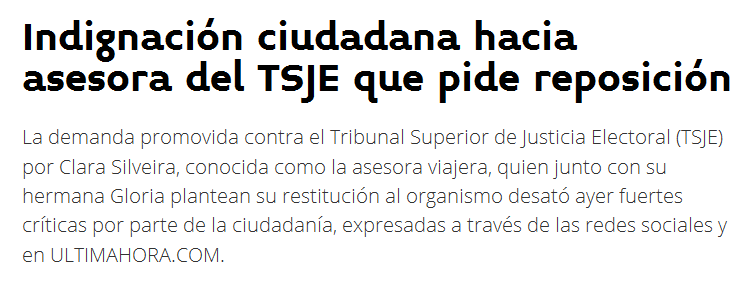 Indignación ciudadana hacia
asesora del TSJE que pide reposición
La demanda promovida contra el Tribunal Superior de Justicia Electoral (TSJE)
por Clara Silveira, conocida como la asesora viajera, quien junto con su
hermana Gloria plantean su restitución al organismo desató ayer fuertes
críticas por parte de la ciudadanía, expresadas a través de las redes sociales y
en ULTIMAHORA.COM.